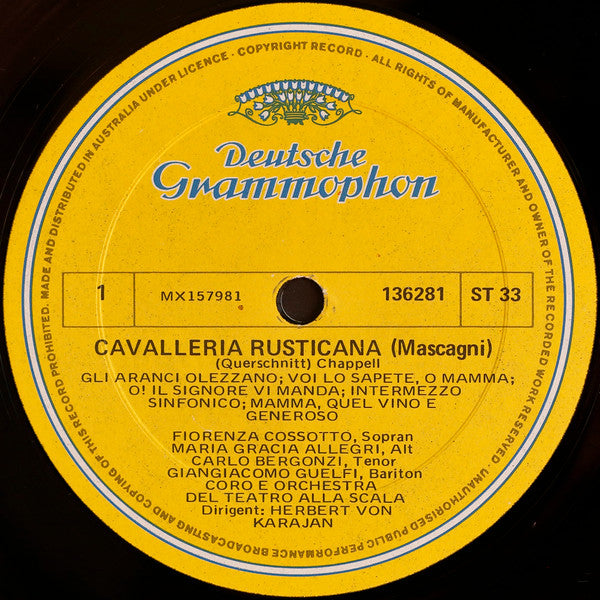 MADE AND DISTRIBUTED IN AUSTRALIA UNDER LICENCE - COPYRIGHT RECORD - ALL RIGHTS OF MANUFACTURER AND OWNER OF THE RECORDED WORK RESERVED. UNAUTHORISED PUBLIC PERFORMANCE BROADCASTING AND COPYING OF THIS RECORD PROHIBITED.
Deutsche
Grammophon
1 MX157981 136281 ST 33
CAVALLERIA RUSTICANA (Mascagni)
(Querschnitt) Chappell
GLI ARANCI OLEZZANO; VOI LO SAPETE, O MAMMA;
O! IL SIGNORE VI MANDA; INTERMEZZO
SINFONICO; MAMMA, QUEL VINO E
GENEROSO
FIORENZA COSSOTTO, Sopran
MARIA GRACIA ALLEGRI, Alt
CARLO BERGONZI, Tenor
GIANGIACOMO GUELFI, Bariton
CORO E ORCHESTRA
DEL TEATRO ALLA SCALA
Dirigent: HERBERT VON
KARAJAN